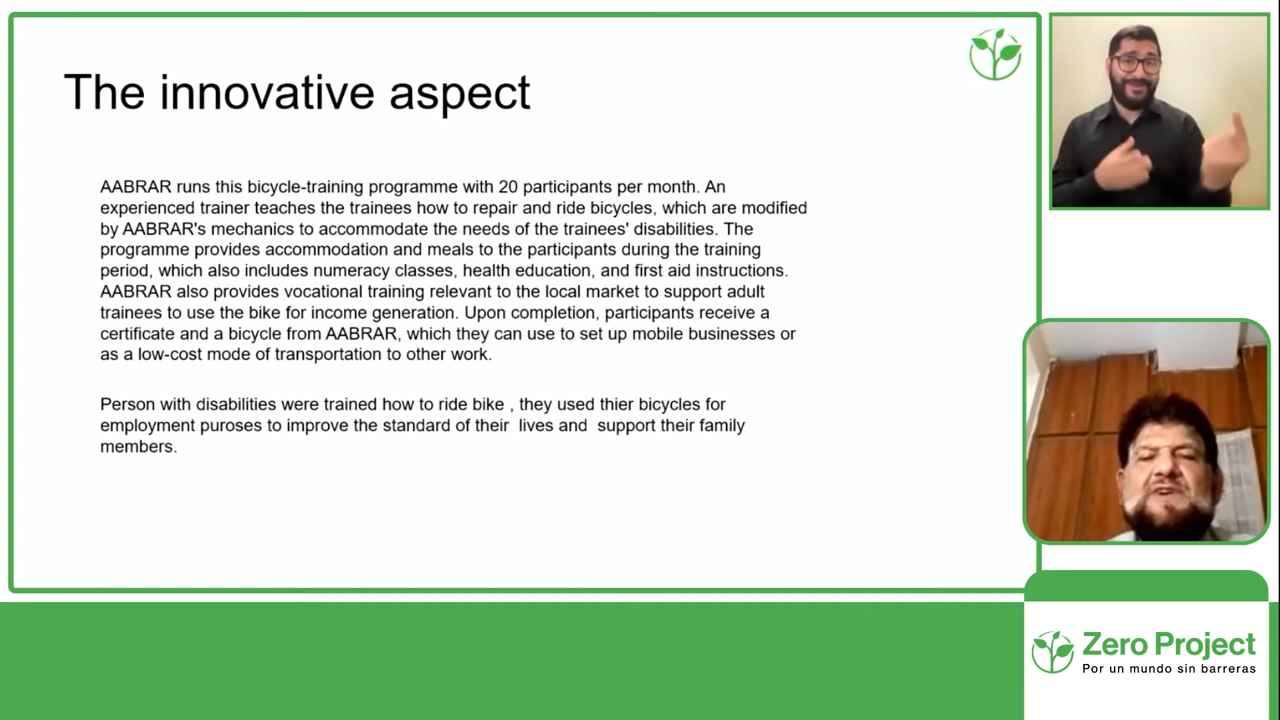 The innovative aspect
AABRAR runs this bicycle-training programme with 20 participants per month. An
experienced trainer teaches the trainees how to repair and ride bicycles, which are modified
by AABRAR's mechanics to accommodate the needs of the trainees' disabilities. The
programme provides accommodation and meals to the participants during the training
period, which also includes numeracy classes, health education, and first aid instructions.
AABRAR also provides vocational training relevant to the local market to support adult
trainees to use the bike for income generation. Upon completion, participants receive a
certificate and a bicycle from AABRAR, which they can use to set up mobile businesses or
as a low-cost mode of transportation to other work.
Person with disabilities were trained how to ride bike , they used thier bicycles for
employment puroses to improve the standard of their  lives and  support their family
members.
Zero Project
Por un mundo sin barreras